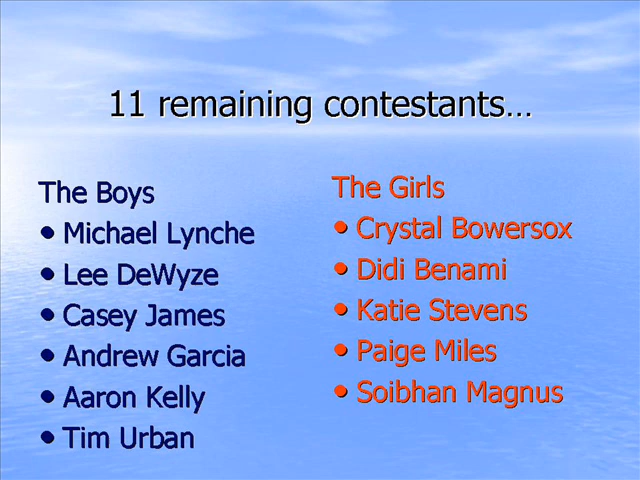 11 remaining contestants…
The Boys
• Michael Lynche
• Lee DeWyze
• Casey James
• Andrew Garcia
• Aaron Kelly
• Tim Urban
The Girls
• Crystal Bowersox
• Didi Benami
• Katie Stevens
• Paige Miles
• Soibhan Magnus